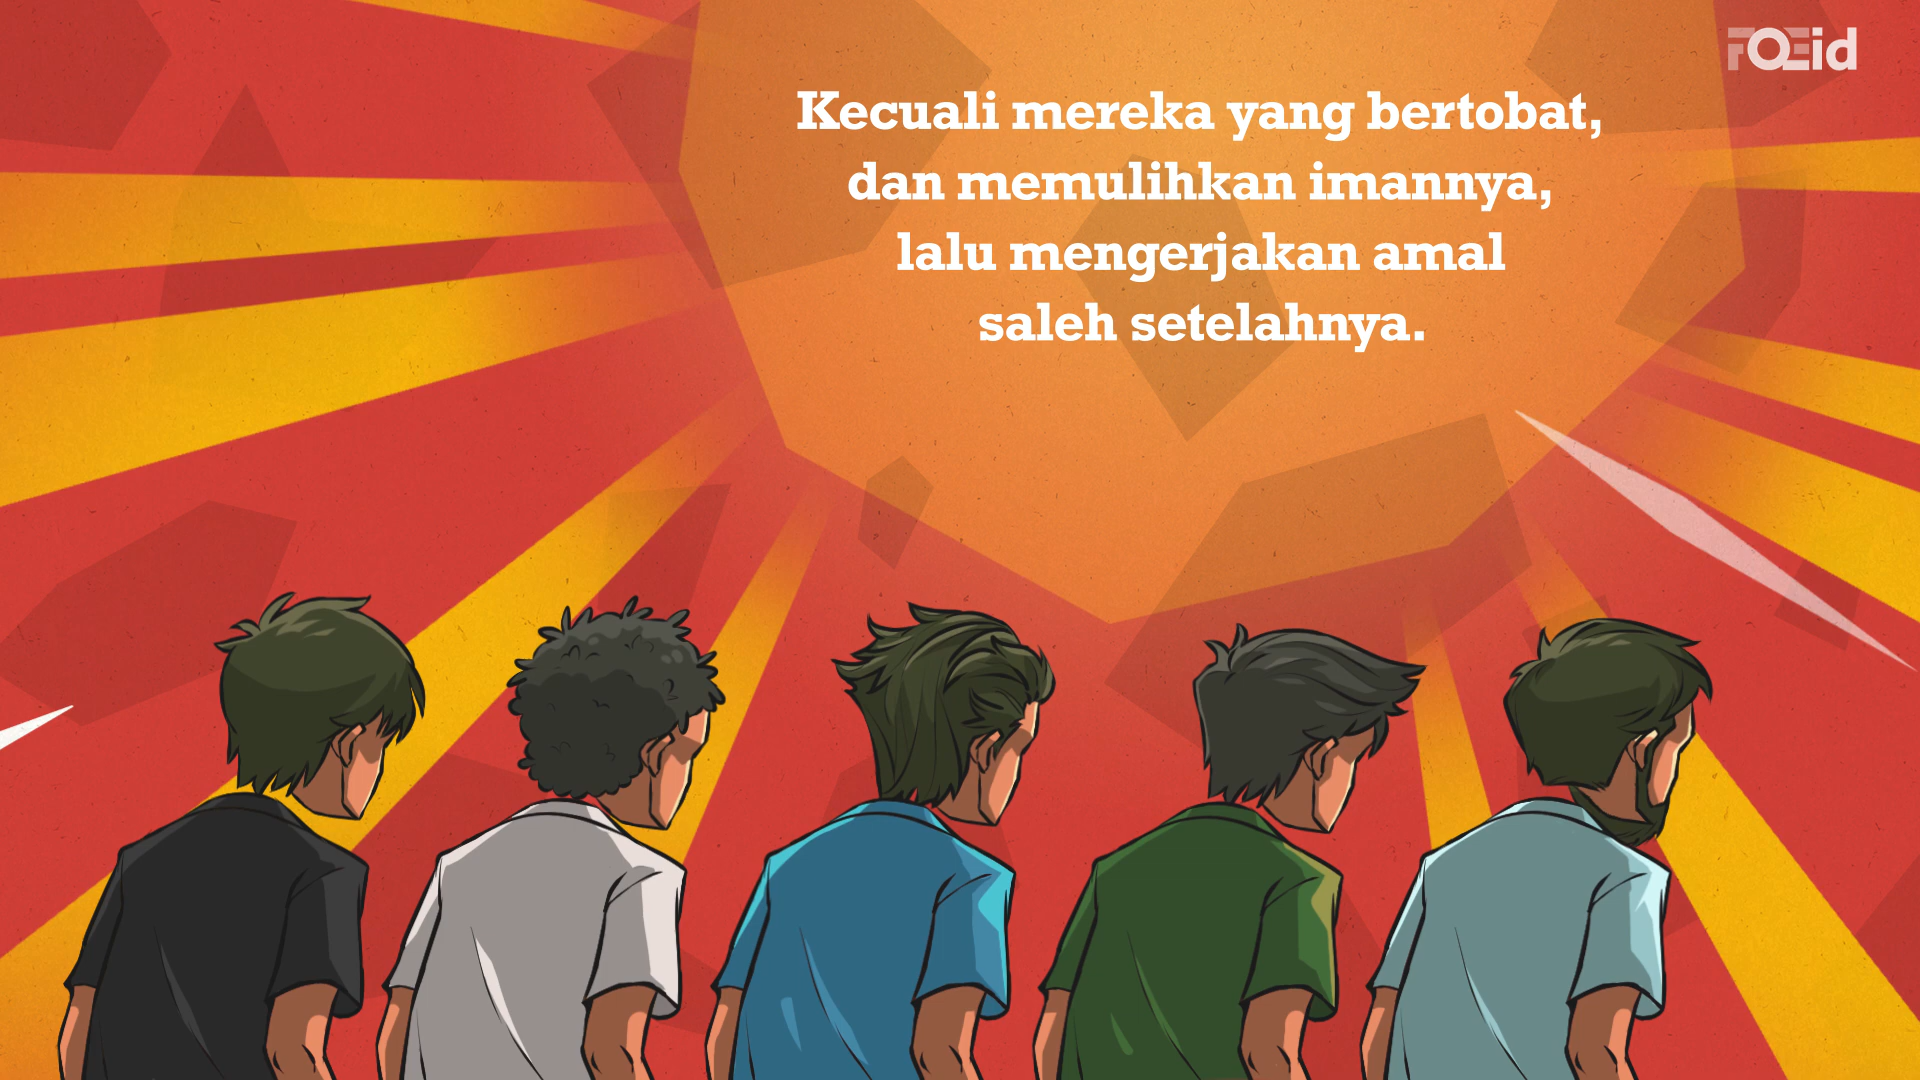 FOEid
Kecuali mereka yang bertobat,
dan memulihkan imannya,
lalu mengerjakan amal
saleh setelahnya.